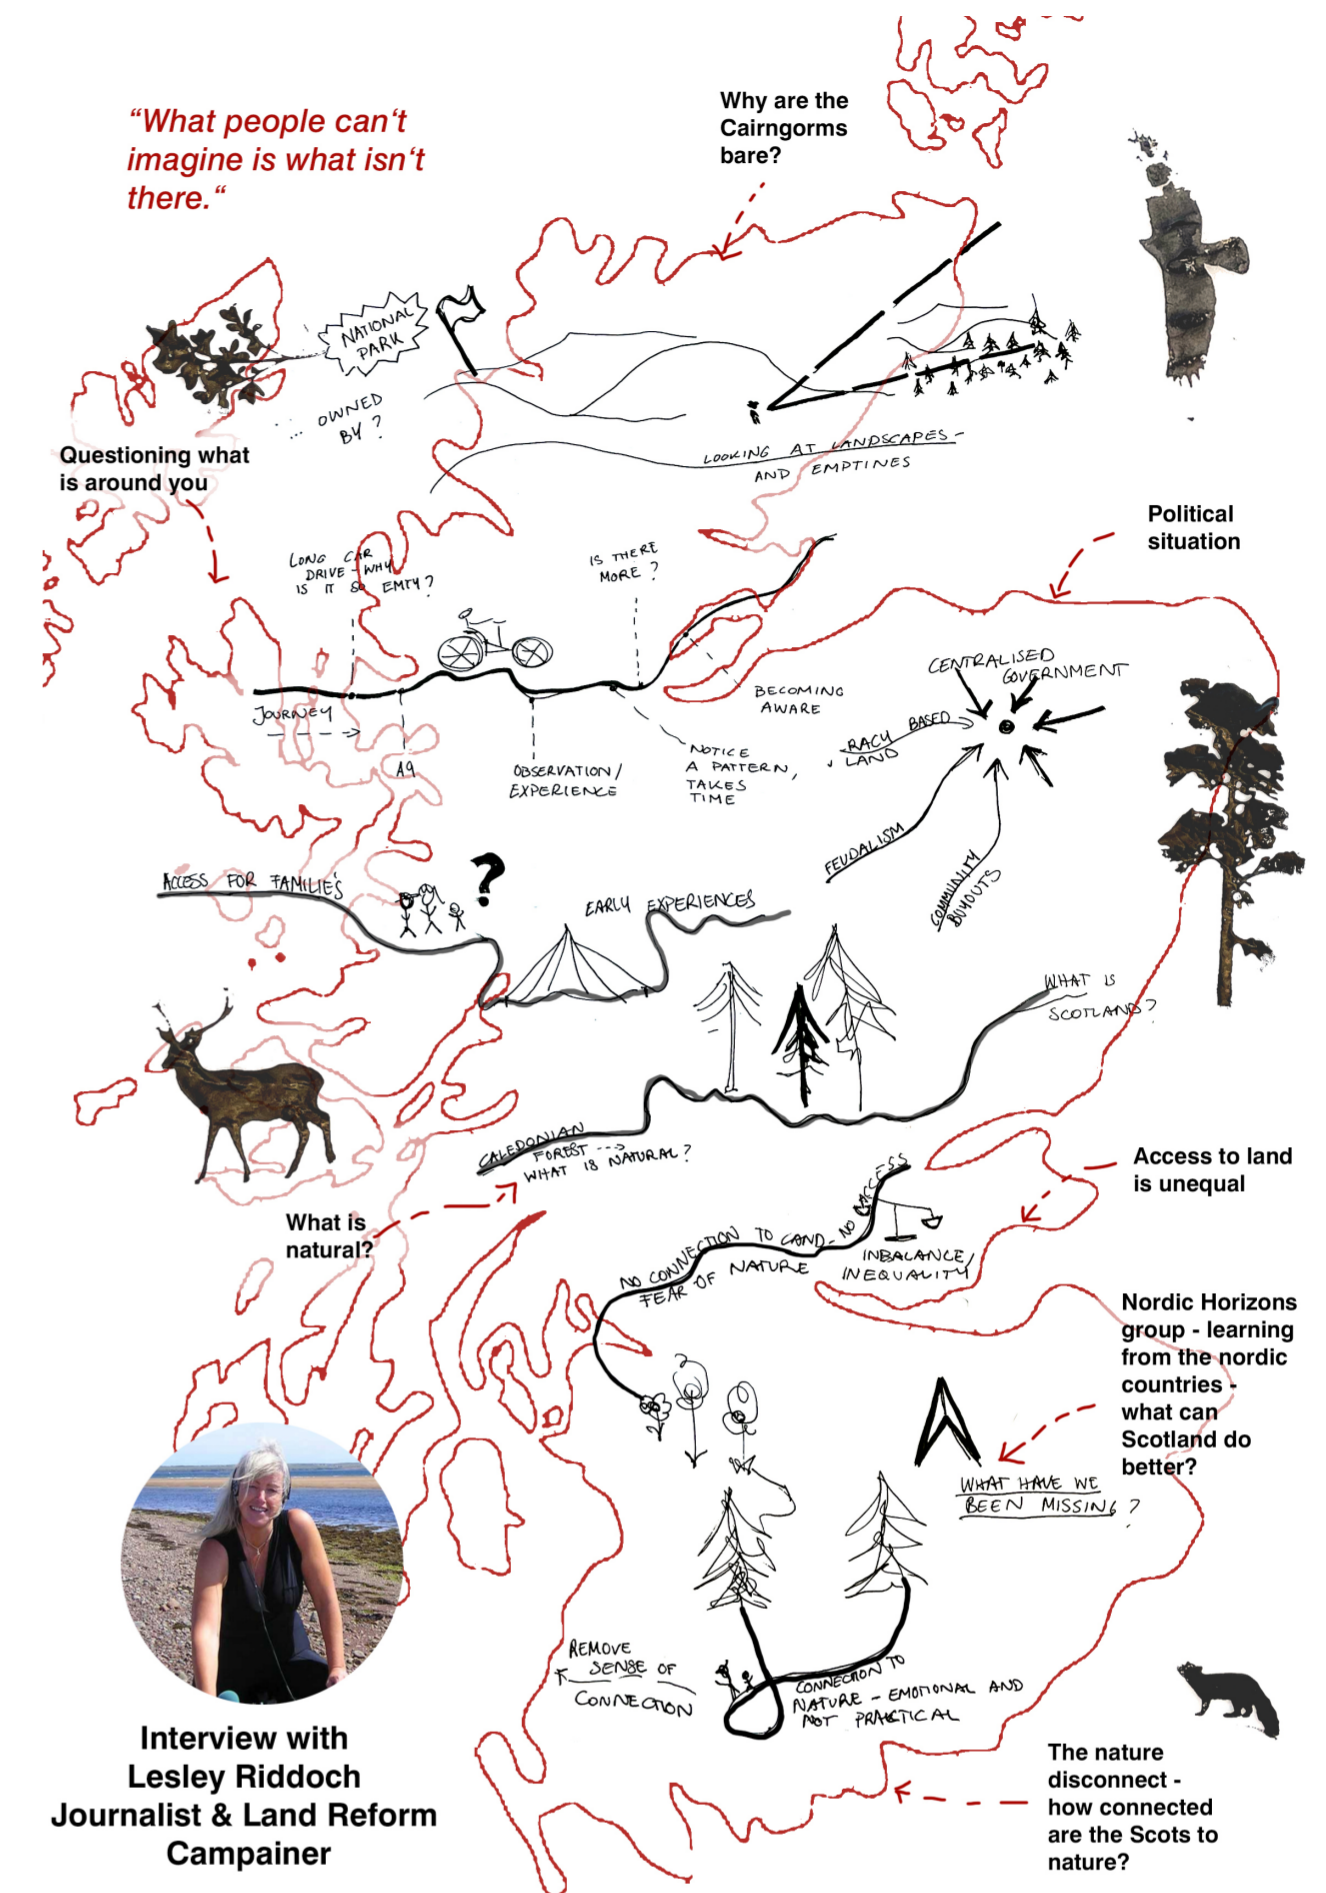 “What people can‘t
imagine is what isn‘t
there.“
Why are the
Cairngorms
bare?
NATIONAL
PARK
... OWNED
BY?
LOOKING AT LANDSCAPES -
AND EMPTINES
Questioning what
is around you
LONG CAR
DRIVE - WHY
IS IT SO EMTY?
IS THERE
MORE?
Political
situation
JOURNEY
A9
OBSERVATION/
EXPERIENCE
NOTICE
A PATTERN,
TAKES
TIME
BECOMING
AWARE
CENTRALISED
GOVERNMENT
BASED
LAND
FEUDALISM
COMMUNITY
BUYOUTS
ACCESS FOR FAMILIE'S
?
EARLY EXPERIENCES
WHAT IS
SCOTLAND?
CALEDONIAN
FOREST --->
WHAT IS NATURAL?
What is
natural?
Access to land
is unequal
NO CONNECTION TO LAND - NO ACCESS
FEAR OF NATURE
INBALANCE/
INEQUALITY
Nordic Horizons
group - learning
from the nordic
countries -
what can
Scotland do
better?
WHAT HAVE WE
BEEN MISSING?
REMOVE
SENSE OF
CONNECTION
CONNECTION TO
NATURE - EMOTIONAL AND
NOT PRACTICAL
Interview with
Lesley Riddoch
Journalist & Land Reform
Campainer
The nature
disconnect -
how connected
are the Scots to
nature?